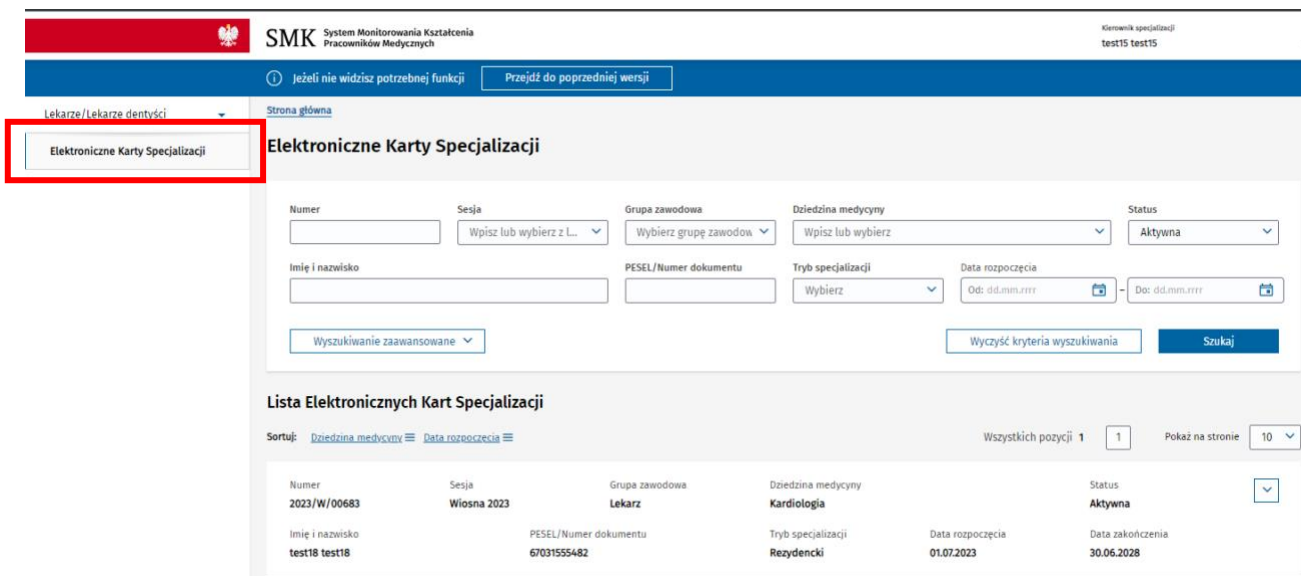 SMK System Monitorowania Kształcenia
Pracowników Medycznych
Kierownik specjalizacji
test15 test15
Jeżeli nie widzisz potrzebnej funkcji Przejdź do poprzedniej wersji
Lekarze/Lekarze dentyści
Elektroniczne Karty Specjalizacji
Strona główna
Elektroniczne Karty Specjalizacji
Numer Sesja Grupa zawodowa Dziedzina medycyny Status
Wpisz lub wybierz z l... Wybierz grupę zawodow Wpisz lub wybierz Aktywna
Imię i nazwisko PESEL/Numer dokumentu Tryb specjalizacji Data rozpoczęcia
Wybierz Od: dd.mm.rrrr – Do: dd.mm.rrrr
Wyszukiwanie zaawansowane Wyczyść kryteria wyszukiwania Szukaj
Lista Elektronicznych Kart Specjalizacji
Sortuj: Dziedzina medycyny Data rozpoczęcia Wszystkich pozycji 1 1 Pokaż na stronie 10
Numer Sesja Grupa zawodowa Dziedzina medycyny Status
2023/W/00683 Wiosna 2023 Lekarz Kardiologia Aktywna
Imię i nazwisko PESEL/Numer dokumentu Tryb specjalizacji Data rozpoczęcia Data zakończenia
test18 test18 67031555482 Rezydencki 01.07.2023 30.06.2028